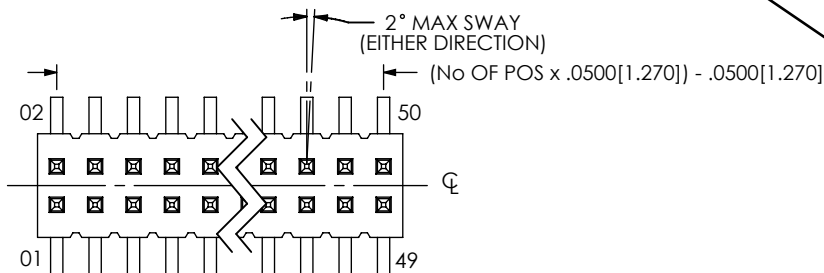 2° MAX SWAY
(EITHER DIRECTION)
(No OF POS x .0500[1.270]) - .0500[1.270]
02
50
℄
01
49